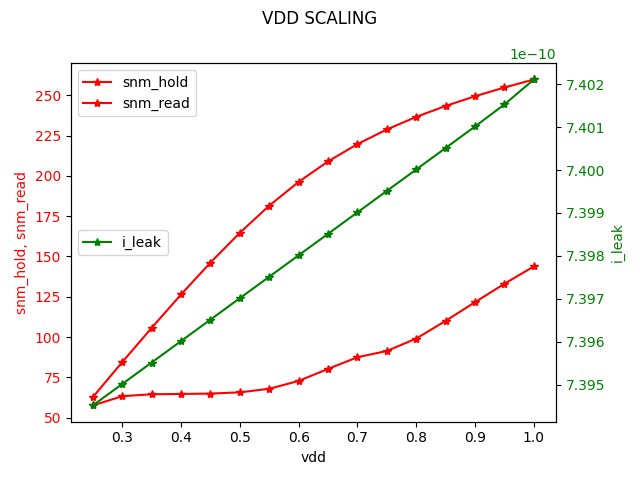 VDD SCALING
1e−10
snm_hold
snm_read
i_leak
250
225
200
175
150
125
100
75
50
snm_hold, snm_read
7.402
7.401
7.400
7.399
7.398
7.397
7.396
7.395
i_leak
0.3 0.4 0.5 0.6 0.7 0.8 0.9 1.0
vdd